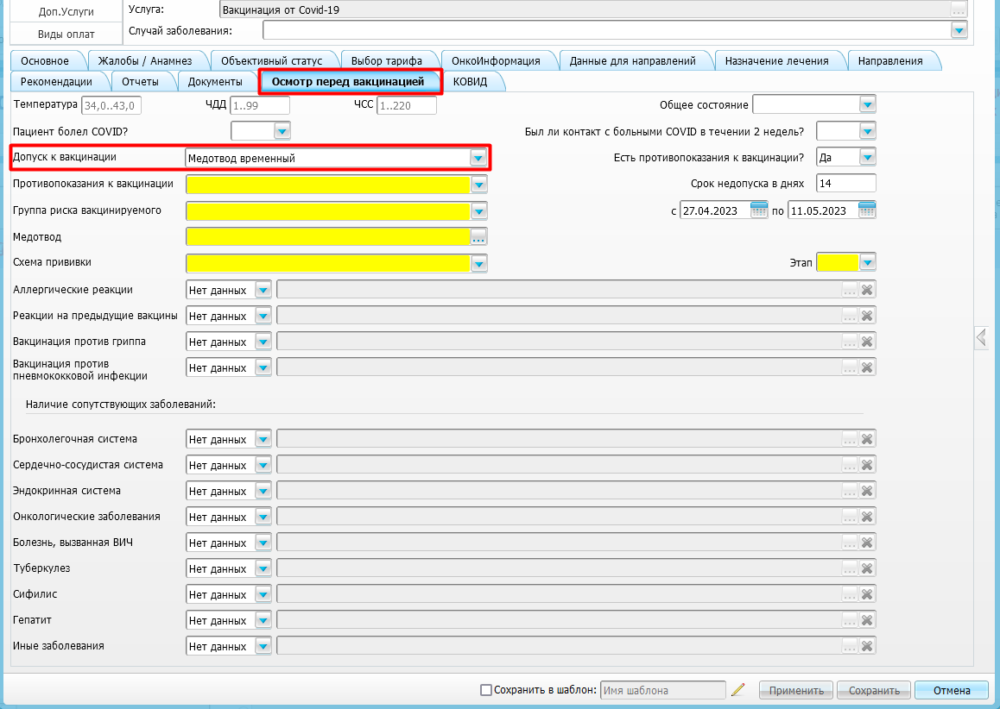 Доп.Услуги
Виды оплат
Услуга: Вакцинация от Covid-19
Случай заболевания:
Основное Жалобы / Анамнез Объективный статус Выбор тарифа ОнкоИнформация Данные для направлений Назначение лечения Направления
Рекомендации Отчеты Документы Осмотр перед вакцинацией КОВИД
Температура 34,0..43,0 ЧДД 1..99 ЧСС 1..220 Общее состояние
Пациент болел COVID? Был ли контакт с больными COVID в течении 2 недель?
Допуск к вакцинации Медотвод временный Есть противопоказания к вакцинации? Да
Противопоказания к вакцинации Срок недопуска в днях 14
Группа риска вакцинируемого с 27.04.2023 по 11.05.2023
Медотвод ...
Схема прививки Этап
Аллергические реакции Нет данных ...
Реакции на предыдущие вакцины Нет данных ...
Вакцинация против гриппа Нет данных ...
Вакцинация против
пневмококковой инфекции Нет данных ...
Наличие сопутствующих заболеваний:
Бронхолегочная система Нет данных ...
Сердечно-сосудистая система Нет данных ...
Эндокринная система Нет данных ...
Онкологические заболевания Нет данных ...
Болезнь, вызванная ВИЧ Нет данных ...
Туберкулез Нет данных ...
Сифилис Нет данных ...
Гепатит Нет данных ...
Иные заболевания Нет данных ...
Сохранить в шаблон: Имя шаблона Применить Сохранить Отмена